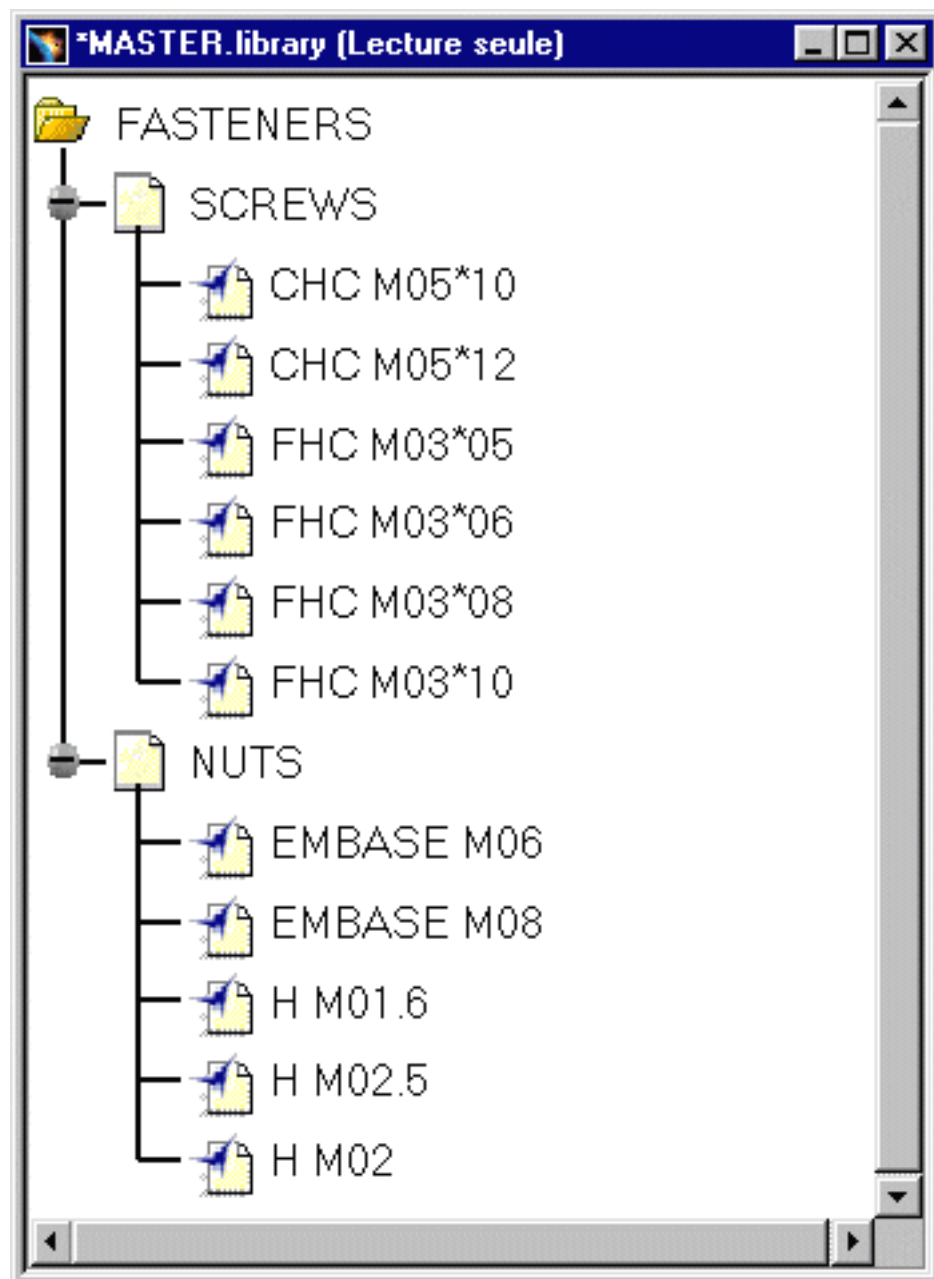 *MASTER.library (Lecture seule)
FASTENERS
SCREWS
CHC M05*10
CHC M05*12
FHC M03*05
FHC M03*06
FHC M03*08
FHC M03*10
NUTS
EMBASE M06
EMBASE M08
H M01.6
H M02.5
H M02